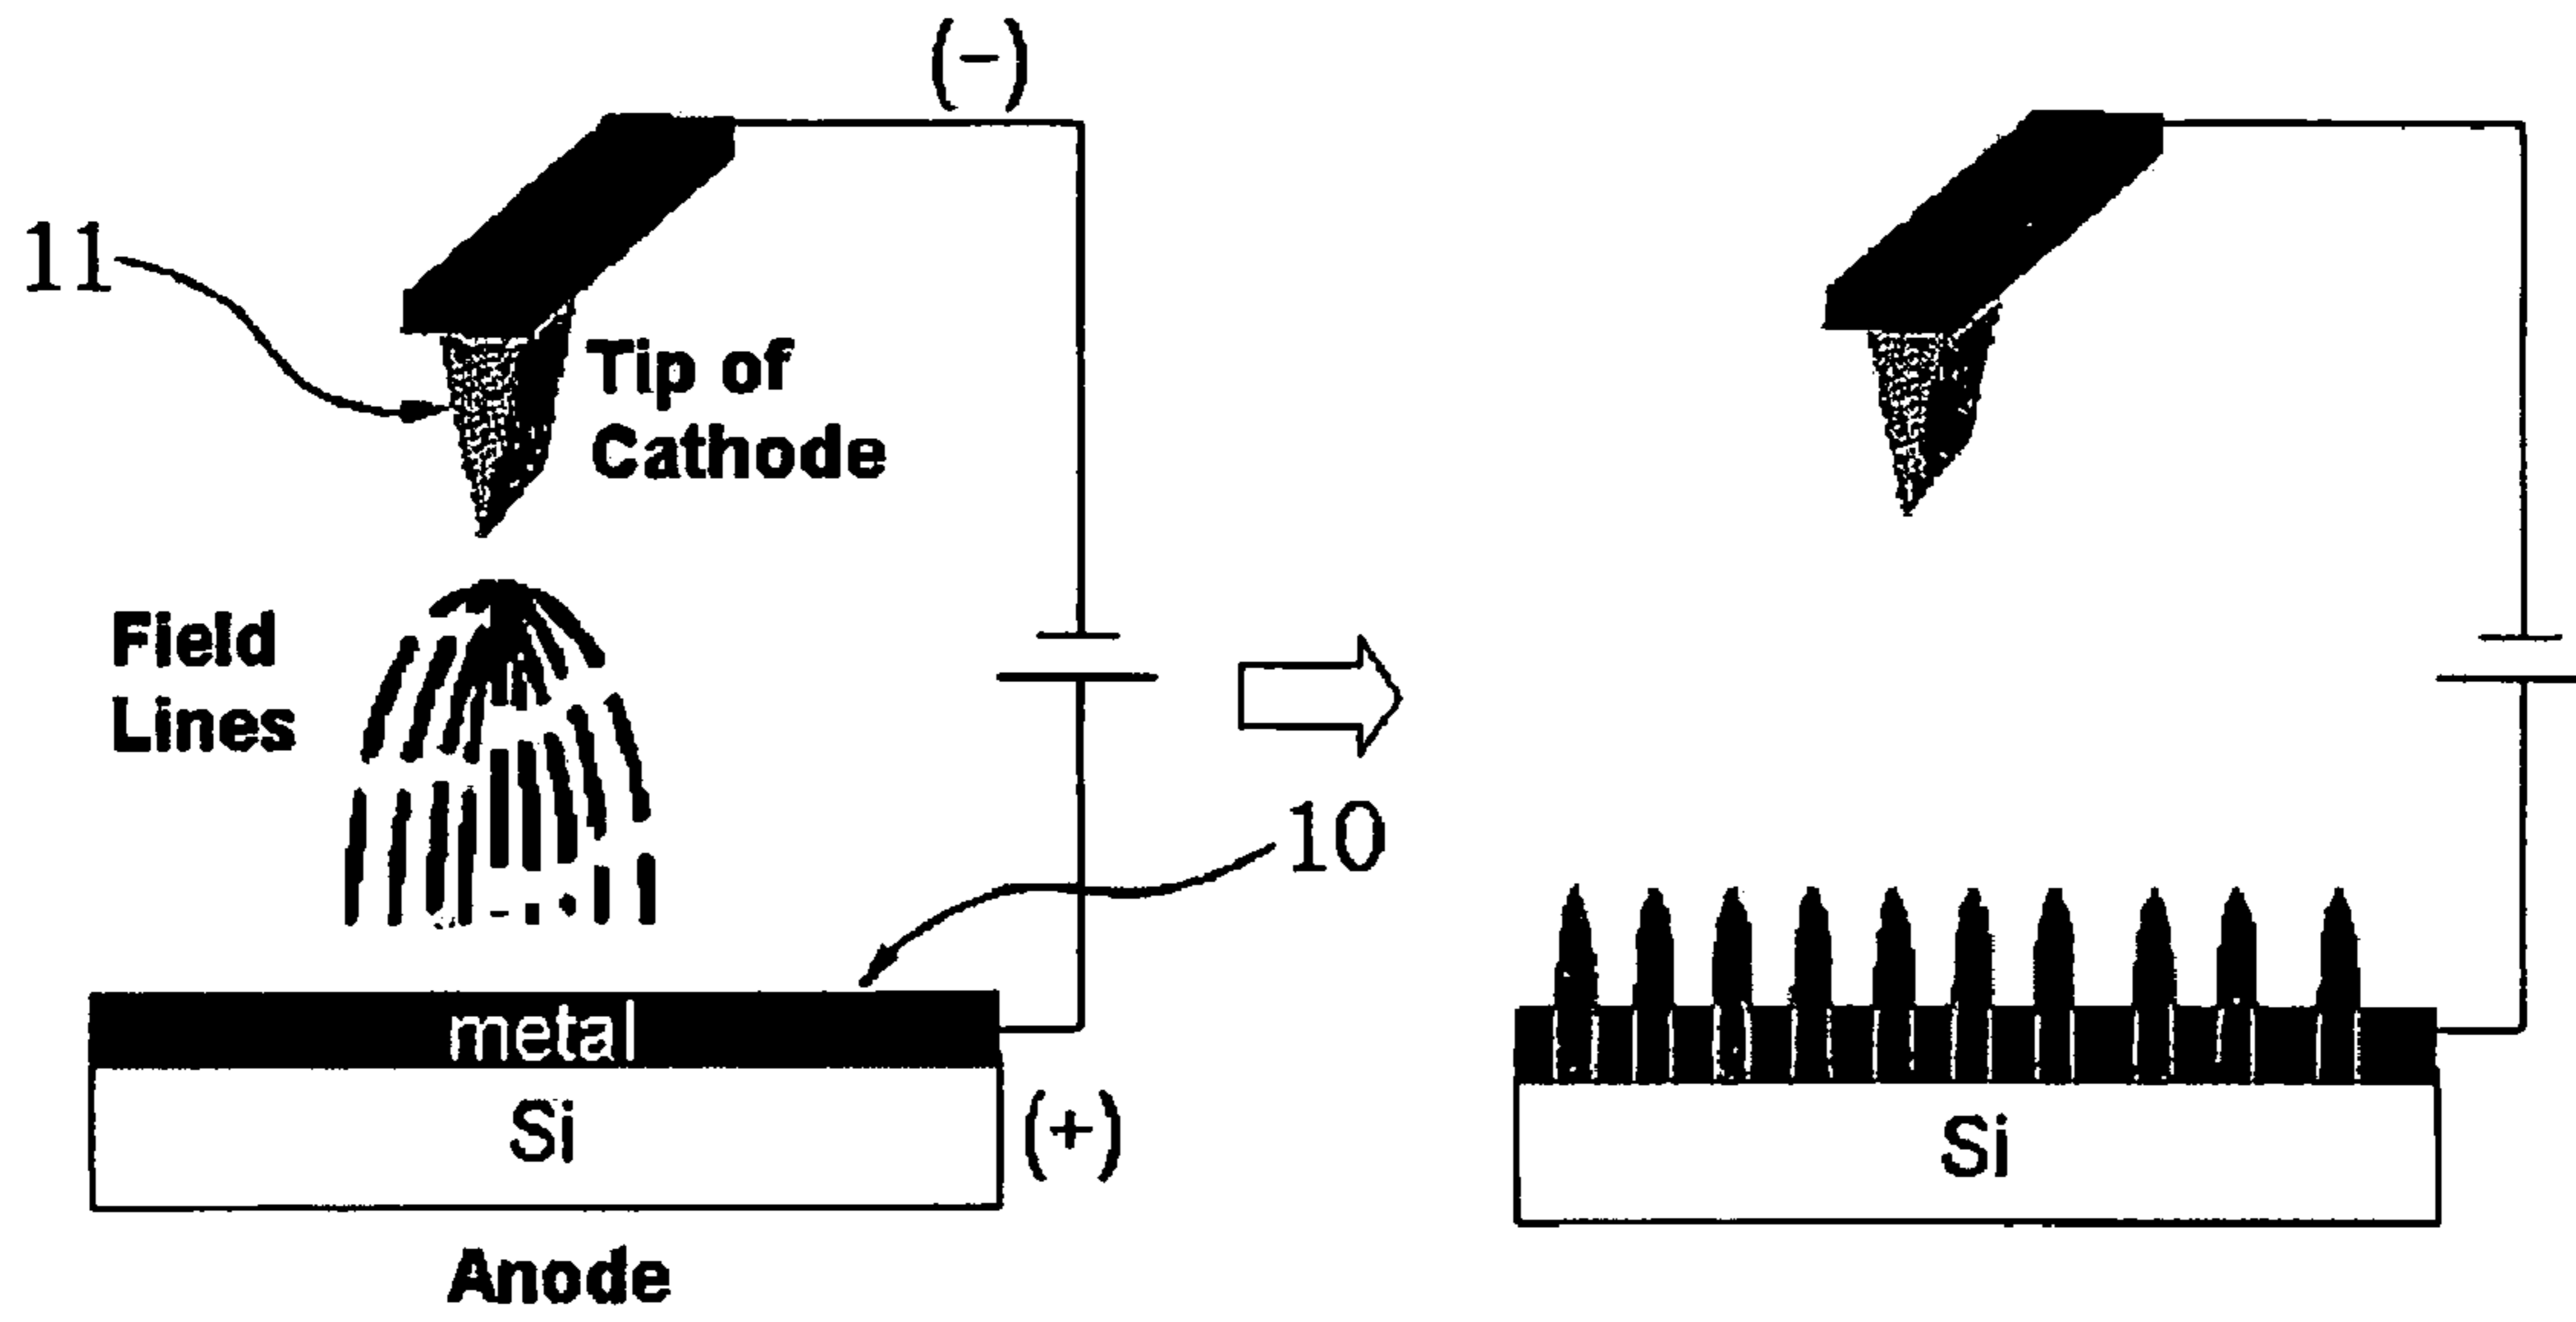 (-)
11
Tip of
Cathode
Field
Lines
10
metal
Si
(+)
Anode
Si